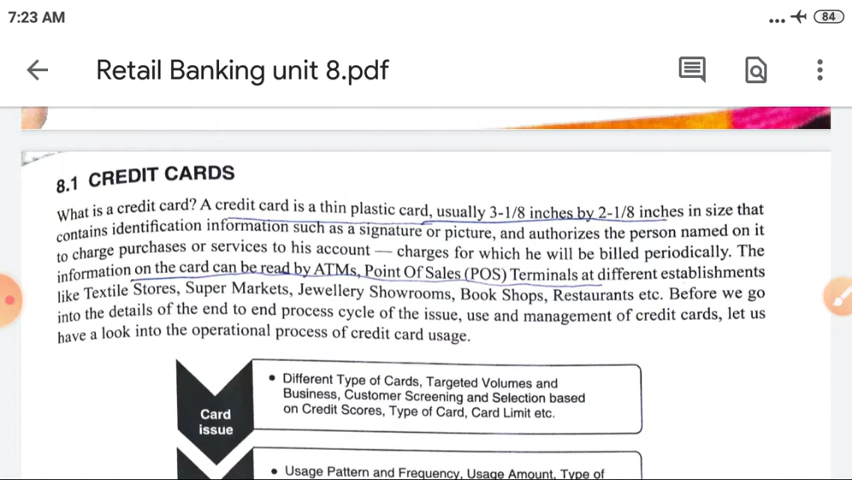 7:23 AM
84
Retail Banking unit 8.pdf
8.1 CREDIT CARDS
What is a credit card? A credit card is a thin plastic card, usually 3-1/8 inches by 2-1/8 inches in size that
contains identification information such as a signature or picture, and authorizes the person named on it
to charge purchases or services to his account — charges for which he will be billed periodically. The
information on the card can be read by ATMs, Point Of Sales (POS) Terminals at different establishments
like Textile Stores, Super Markets, Jewellery Showrooms, Book Shops, Restaurants etc. Before we go
into the details of the end to end process cycle of the issue, use and management of credit cards, let us
have a look into the operational process of credit card usage.
Card
issue
• Different Type of Cards, Targeted Volumes and
Business, Customer Screening and Selection based
on Credit Scores, Type of Card, Card Limit etc.
• Usage Pattern and Frequency, Usage Amount, Type of